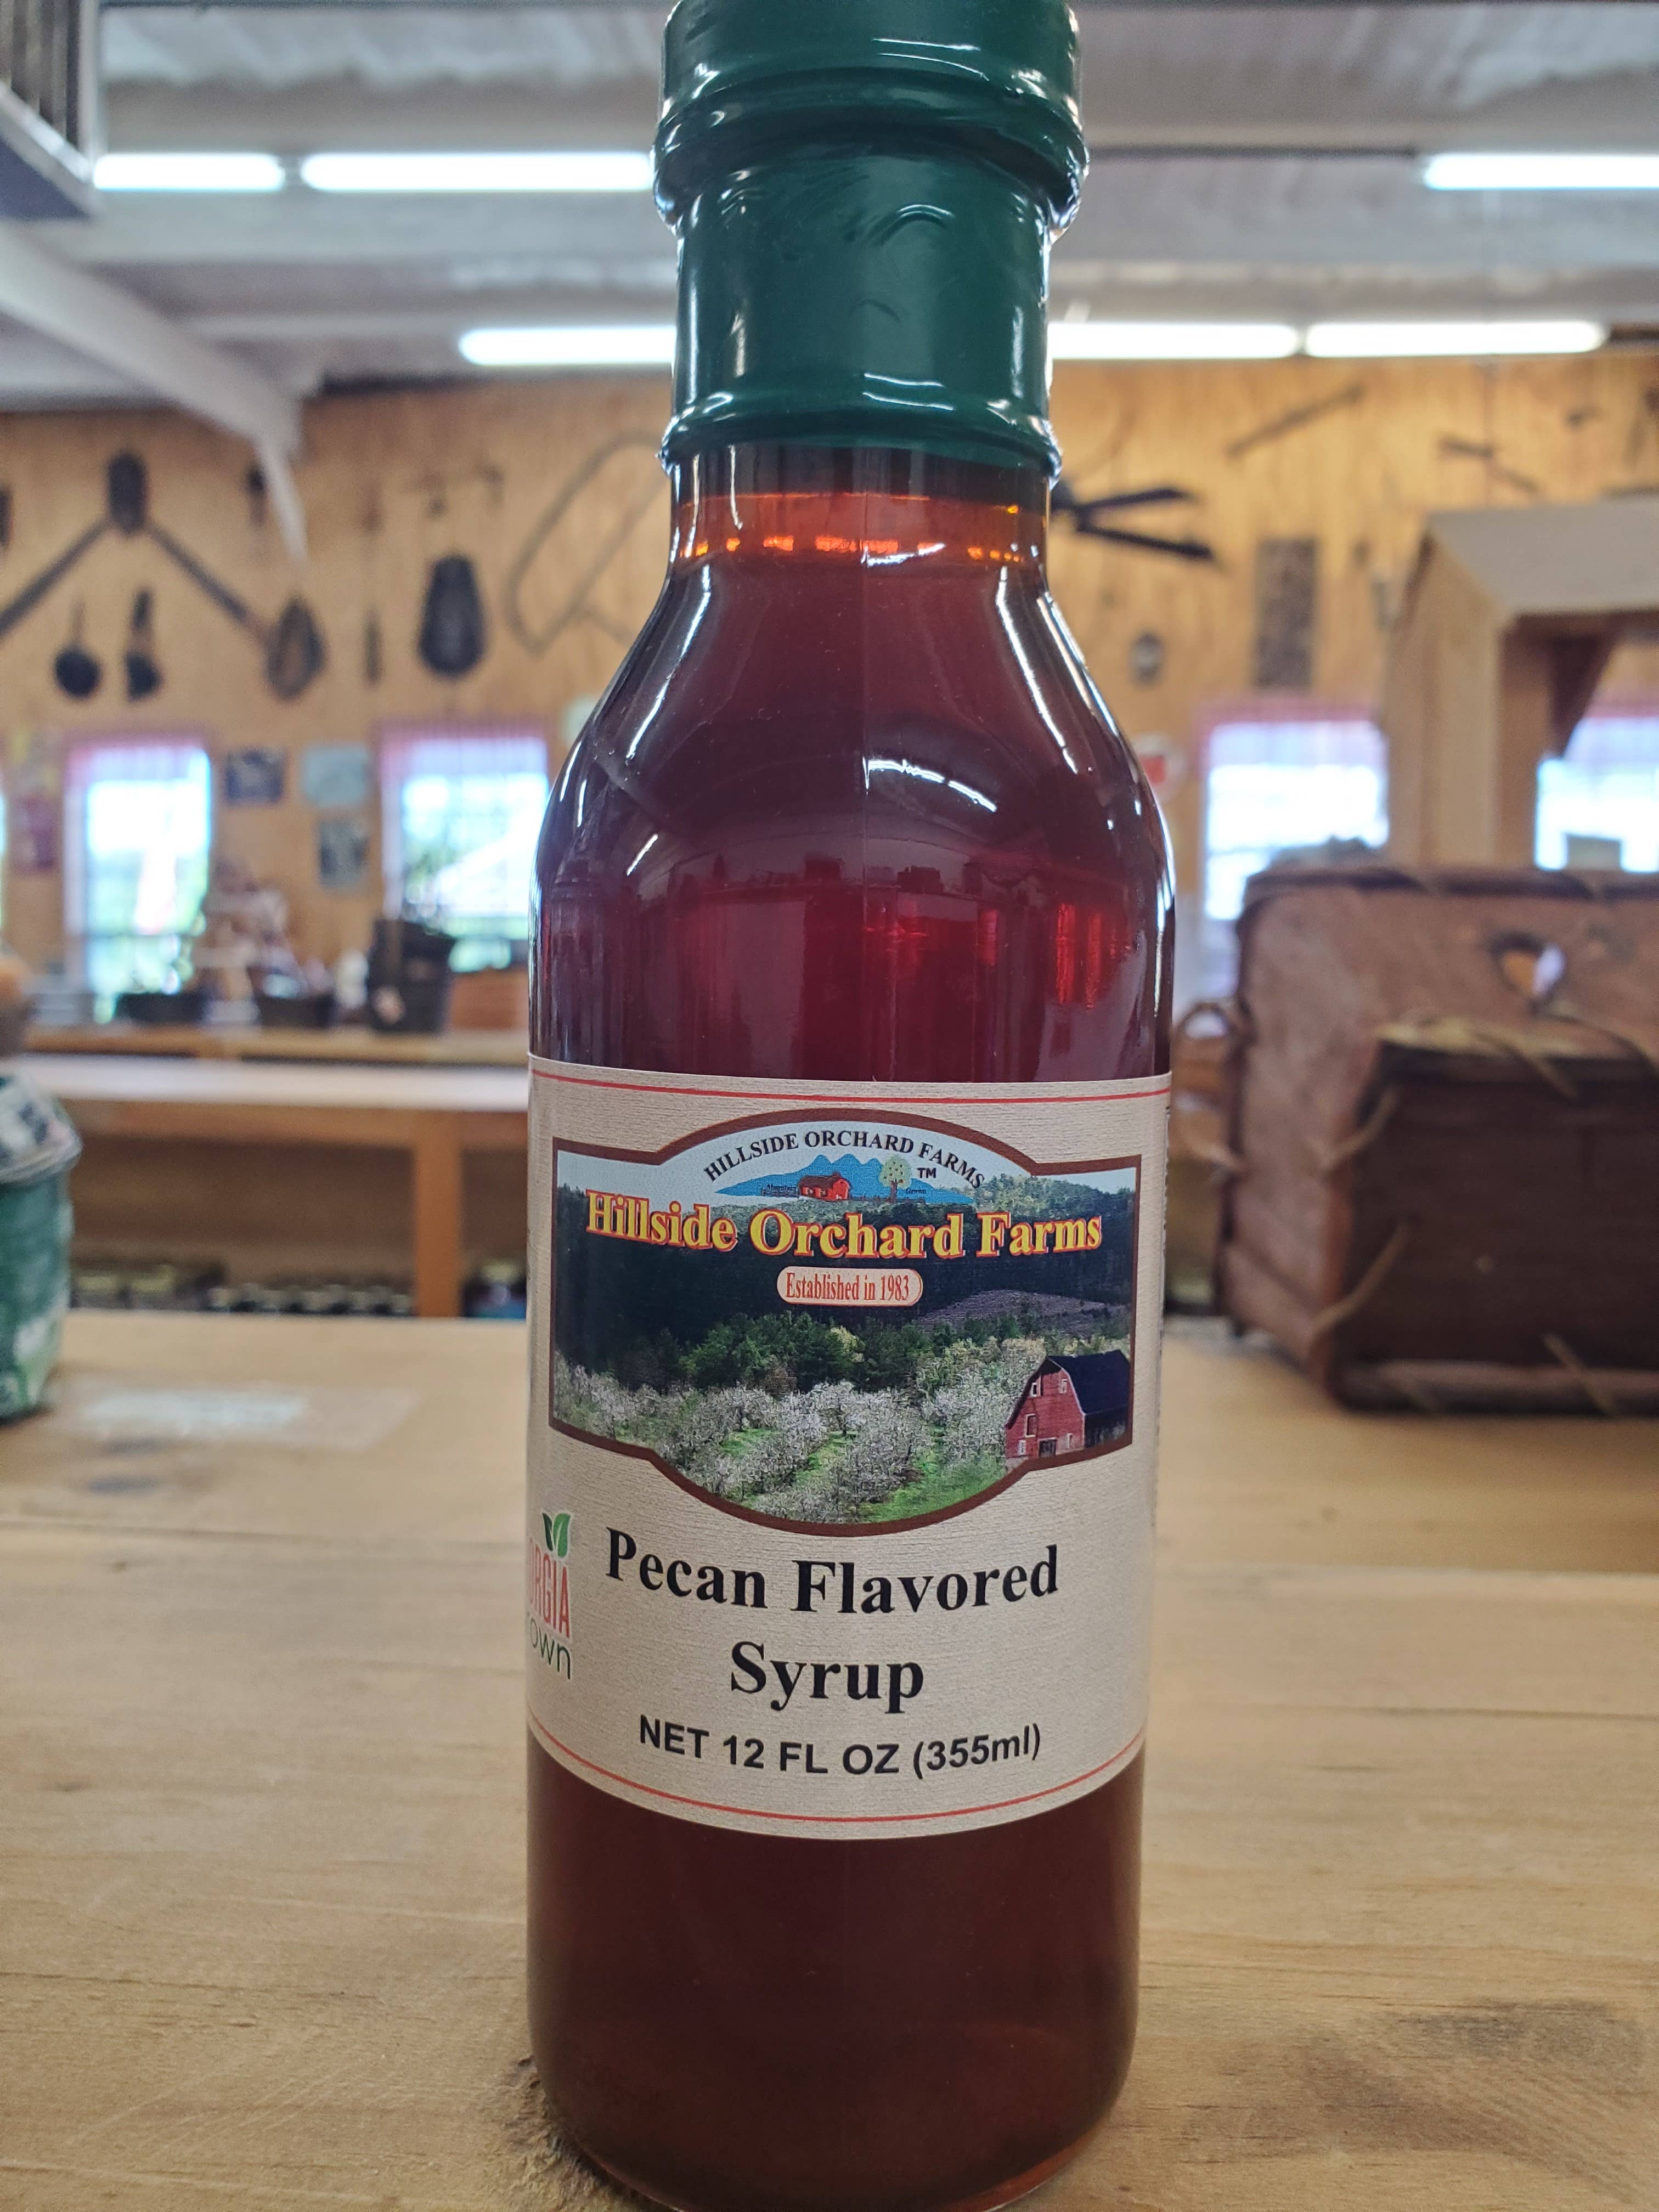 HILLSIDE ORCHARD FARMS
TM
Hillside Orchard Farms
Established in 1983
Pecan Flavored
Syrup
NET 12 FL OZ (355ml)